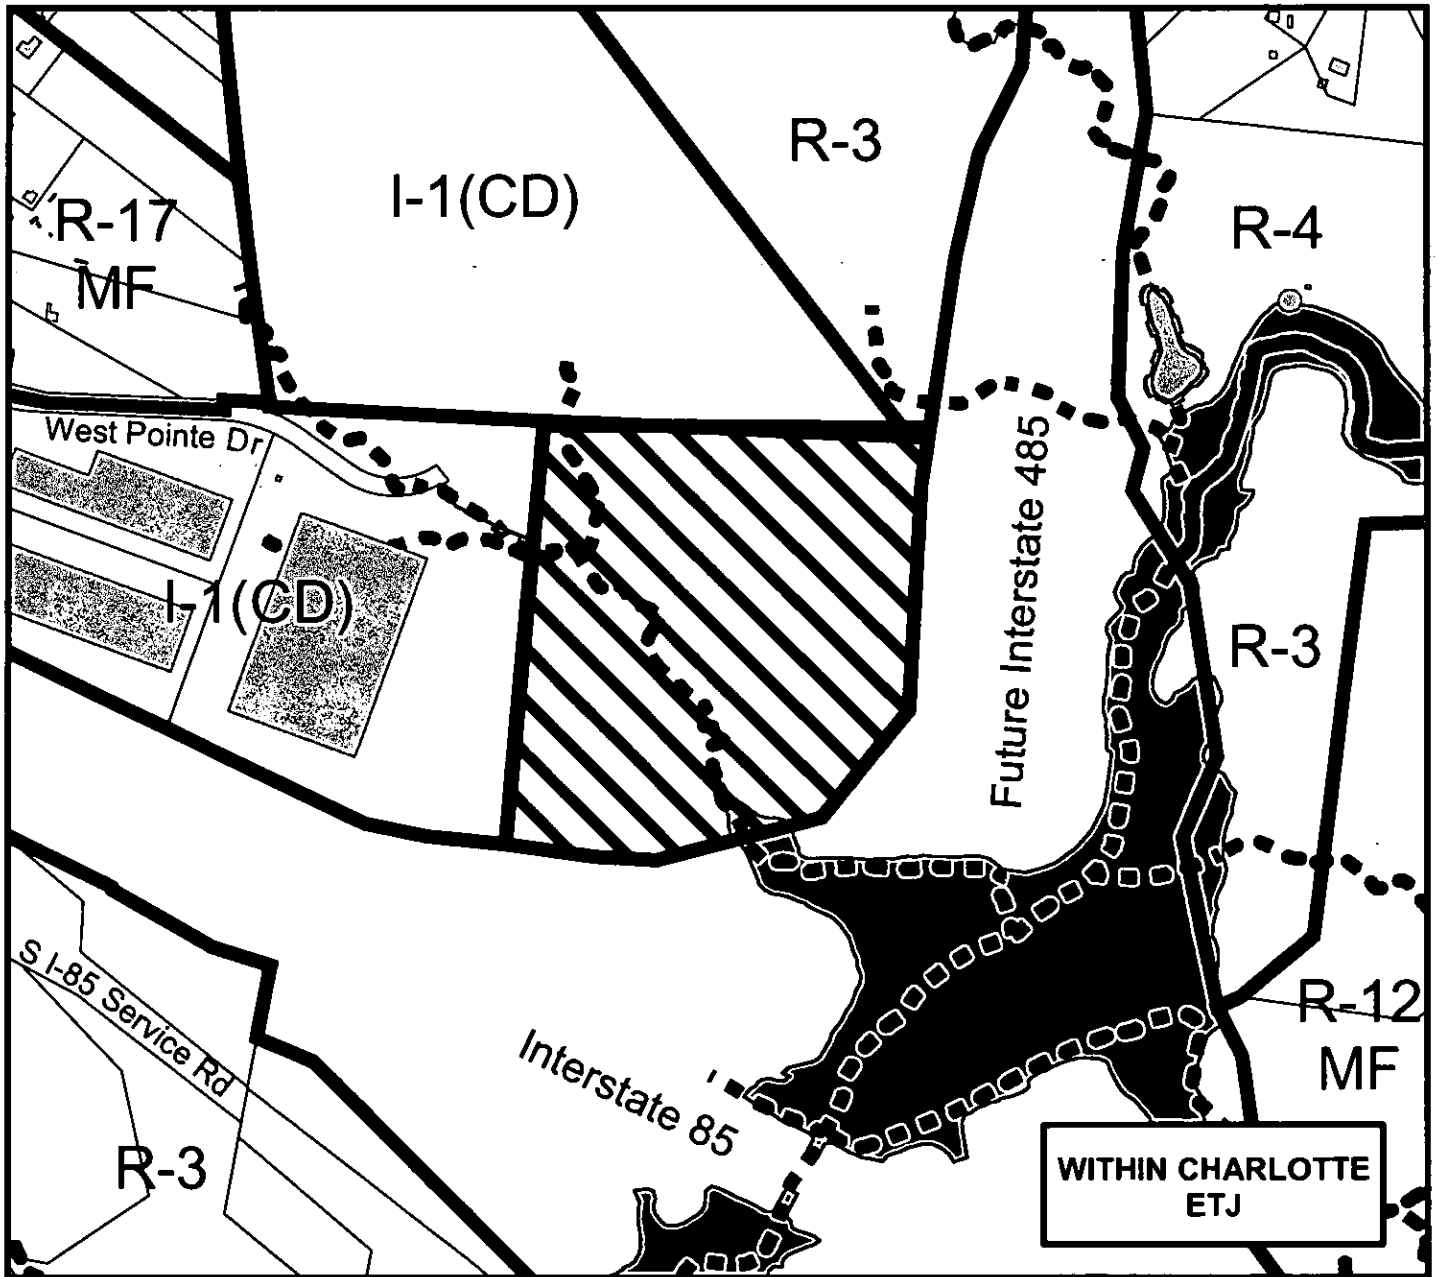 R-3
I-1(CD)
R-17
MF
R-4
West Pointe Dr
I-1(CD)
Future Interstate 485
R-3
S I-85 Service Rd
Interstate 85
R-12
MF
R-3
WITHIN CHARLOTTE
ETJ